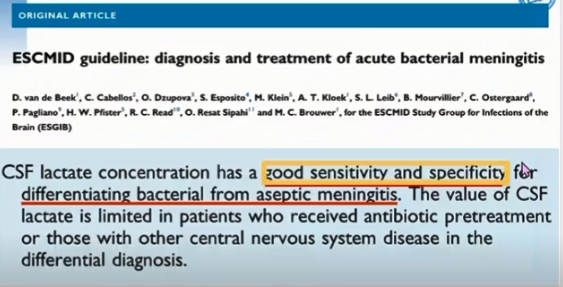 ORIGINAL ARTICLE
ESCMID guideline: diagnosis and treatment of acute bacterial meningitis
D. van de Beek¹, C. Cabellos², O. Dzupova³, S. Esposito⁴, M. Klein⁵, A. T. Kloek¹, S. L. Leib⁶, B. Mourvillier⁷, C. Ostergaard⁸,
P. Pagliano⁹, H. W. Pfister⁵, R. C. Read¹⁰, O. Resat Sipahi¹¹ and M. C. Brouwer¹, for the ESCMID Study Group for Infections of the
Brain (ESGIB)
CSF lactate concentration has a good sensitivity and specificity for
differentiating bacterial from aseptic meningitis. The value of CSF
lactate is limited in patients who received antibiotic pretreatment
or those with other central nervous system disease in the
differential diagnosis.